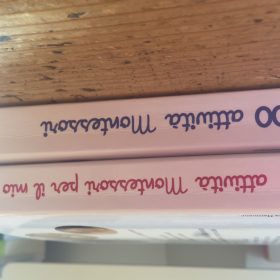 00 attività Montessori
attività Montessori per il mio